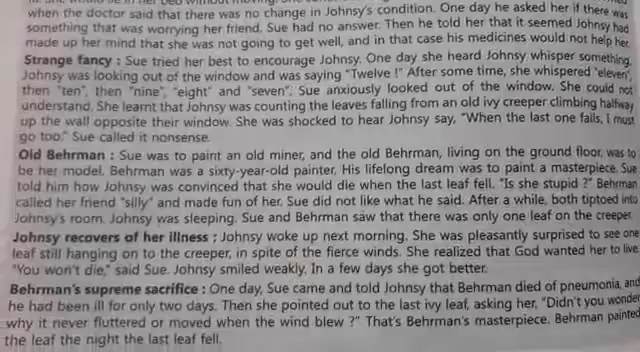 when the doctor said that there was no change in Johnsy's condition. One day he asked her if there was
something that was worrying her friend. Sue had no answer. Then he told her that it seemed Johnsy had
made up her mind that she was not going to get well, and in that case his medicines would not help her.
Strange fancy : Sue tried her best to encourage Johnsy. One day she heard Johnsy whisper something.
Johnsy was looking out of the window and was saying "Twelve !" After some time, she whispered "eleven",
then "ten", then "nine", "eight" and "seven". Sue anxiously looked out of the window. She could not
understand. She learnt that Johnsy was counting the leaves falling from an old ivy creeper climbing halfway
up the wall opposite their window. She was shocked to hear Johnsy say, "When the last one falls, I must
go too." Sue called it nonsense.
Old Behrman : Sue was to paint an old miner, and the old Behrman, living on the ground floor, was to
be her model. Behrman was a sixty-year-old painter. His lifelong dream was to paint a masterpiece. Sue
told him how Johnsy was convinced that she would die when the last leaf fell. "Is she stupid ?" Behrman
called her friend "silly" and made fun of her. Sue did not like what he said. After a while, both tiptoed into
Johnsy's room. Johnsy was sleeping. Sue and Behrman saw that there was only one leaf on the creeper.
Johnsy recovers of her illness : Johnsy woke up next morning. She was pleasantly surprised to see one
leaf still hanging on to the creeper, in spite of the fierce winds. She realized that God wanted her to live.
"You won't die," said Sue. Johnsy smiled weakly. In a few days she got better.
Behrman's supreme sacrifice : One day, Sue came and told Johnsy that Behrman died of pneumonia, and
he had been ill for only two days. Then she pointed out to the last ivy leaf, asking her, "Didn't you wonder
why it never fluttered or moved when the wind blew ?" That's Behrman's masterpiece. Behrman painted
the leaf the night the last leaf fell.